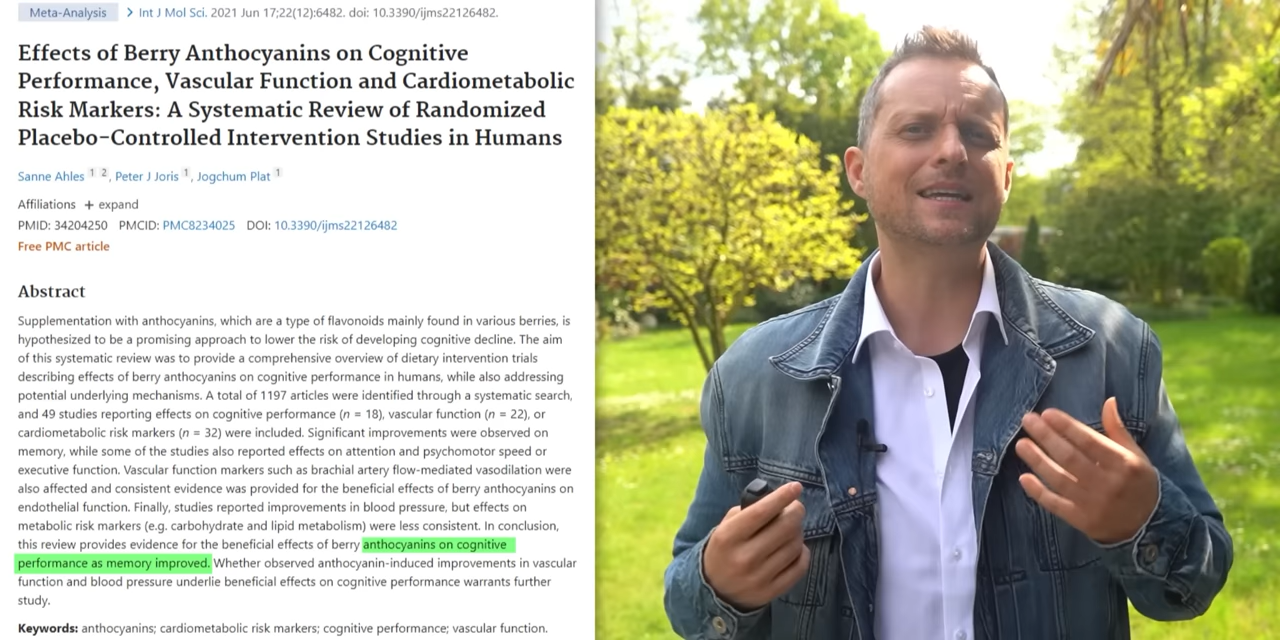 Meta-Analysis > Int J Mol Sci. 2021 Jun 17;22(12):6482. doi: 10.3390/ijms22126482.
Effects of Berry Anthocyanins on Cognitive
Performance, Vascular Function and Cardiometabolic
Risk Markers: A Systematic Review of Randomized
Placebo-Controlled Intervention Studies in Humans
Sanne Ahles 1 2, Peter J Joris 1, Jogchum Plat 1
Affiliations + expand
PMID: 34204250 PMCID: PMC8234025 DOI: 10.3390/ijms22126482
Free PMC article
Abstract
Supplementation with anthocyanins, which are a type of flavonoids mainly found in various berries, is
hypothesized to be a promising approach to lower the risk of developing cognitive decline. The aim
of this systematic review was to provide a comprehensive overview of dietary intervention trials
describing effects of berry anthocyanins on cognitive performance in humans, while also addressing
potential underlying mechanisms. A total of 1197 articles were identified through a systematic search,
and 49 studies reporting effects on cognitive performance (n = 18), vascular function (n = 22), or
cardiometabolic risk markers (n = 32) were included. Significant improvements were observed on
memory, while some of the studies also reported effects on attention and psychomotor speed or
executive function. Vascular function markers such as brachial artery flow-mediated vasodilation were
also affected and consistent evidence was provided for the beneficial effects of berry anthocyanins on
endothelial function. Finally, studies reported improvements in blood pressure, but effects on
metabolic risk markers (e.g. carbohydrate and lipid metabolism) were less consistent. In conclusion,
this review provides evidence for the beneficial effects of berry anthocyanins on cognitive
performance as memory improved. Whether observed anthocyanin-induced improvements in vascular
function and blood pressure underlie beneficial effects on cognitive performance warrants further
study.
Keywords: anthocyanins; cardiometabolic risk markers; cognitive performance; vascular function.